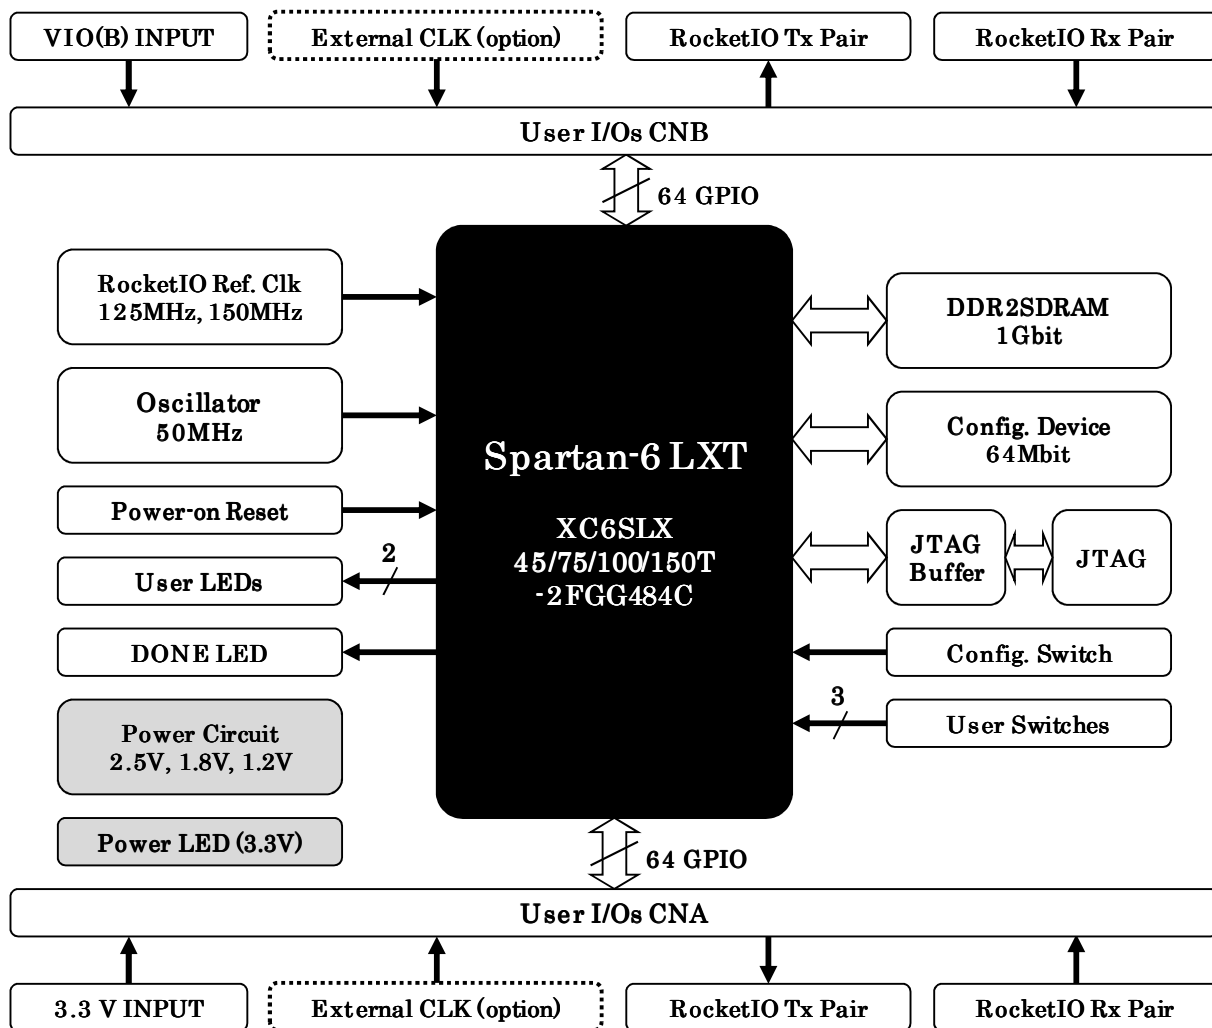 VIO(B) INPUT
External CLK (option)
RocketIO Tx Pair
RocketIO Rx Pair
User I/Os CNB
64 GPIO
RocketIO Ref. Clk
125MHz, 150MHz
Oscillator
50MHz
Power-on Reset
2
User LEDs
DONE LED
Power Circuit
2.5V, 1.8V, 1.2V
Power LED (3.3V)
Spartan-6 LXT
XC6SLX
45/75/100/150T
-2FGG484C
DDR2SDRAM
1Gbit
Config. Device
64Mbit
JTAG
Buffer
JTAG
Config. Switch
3
User Switches
64 GPIO
User I/Os CNA
3.3 V INPUT
External CLK (option)
RocketIO Tx Pair
RocketIO Rx Pair